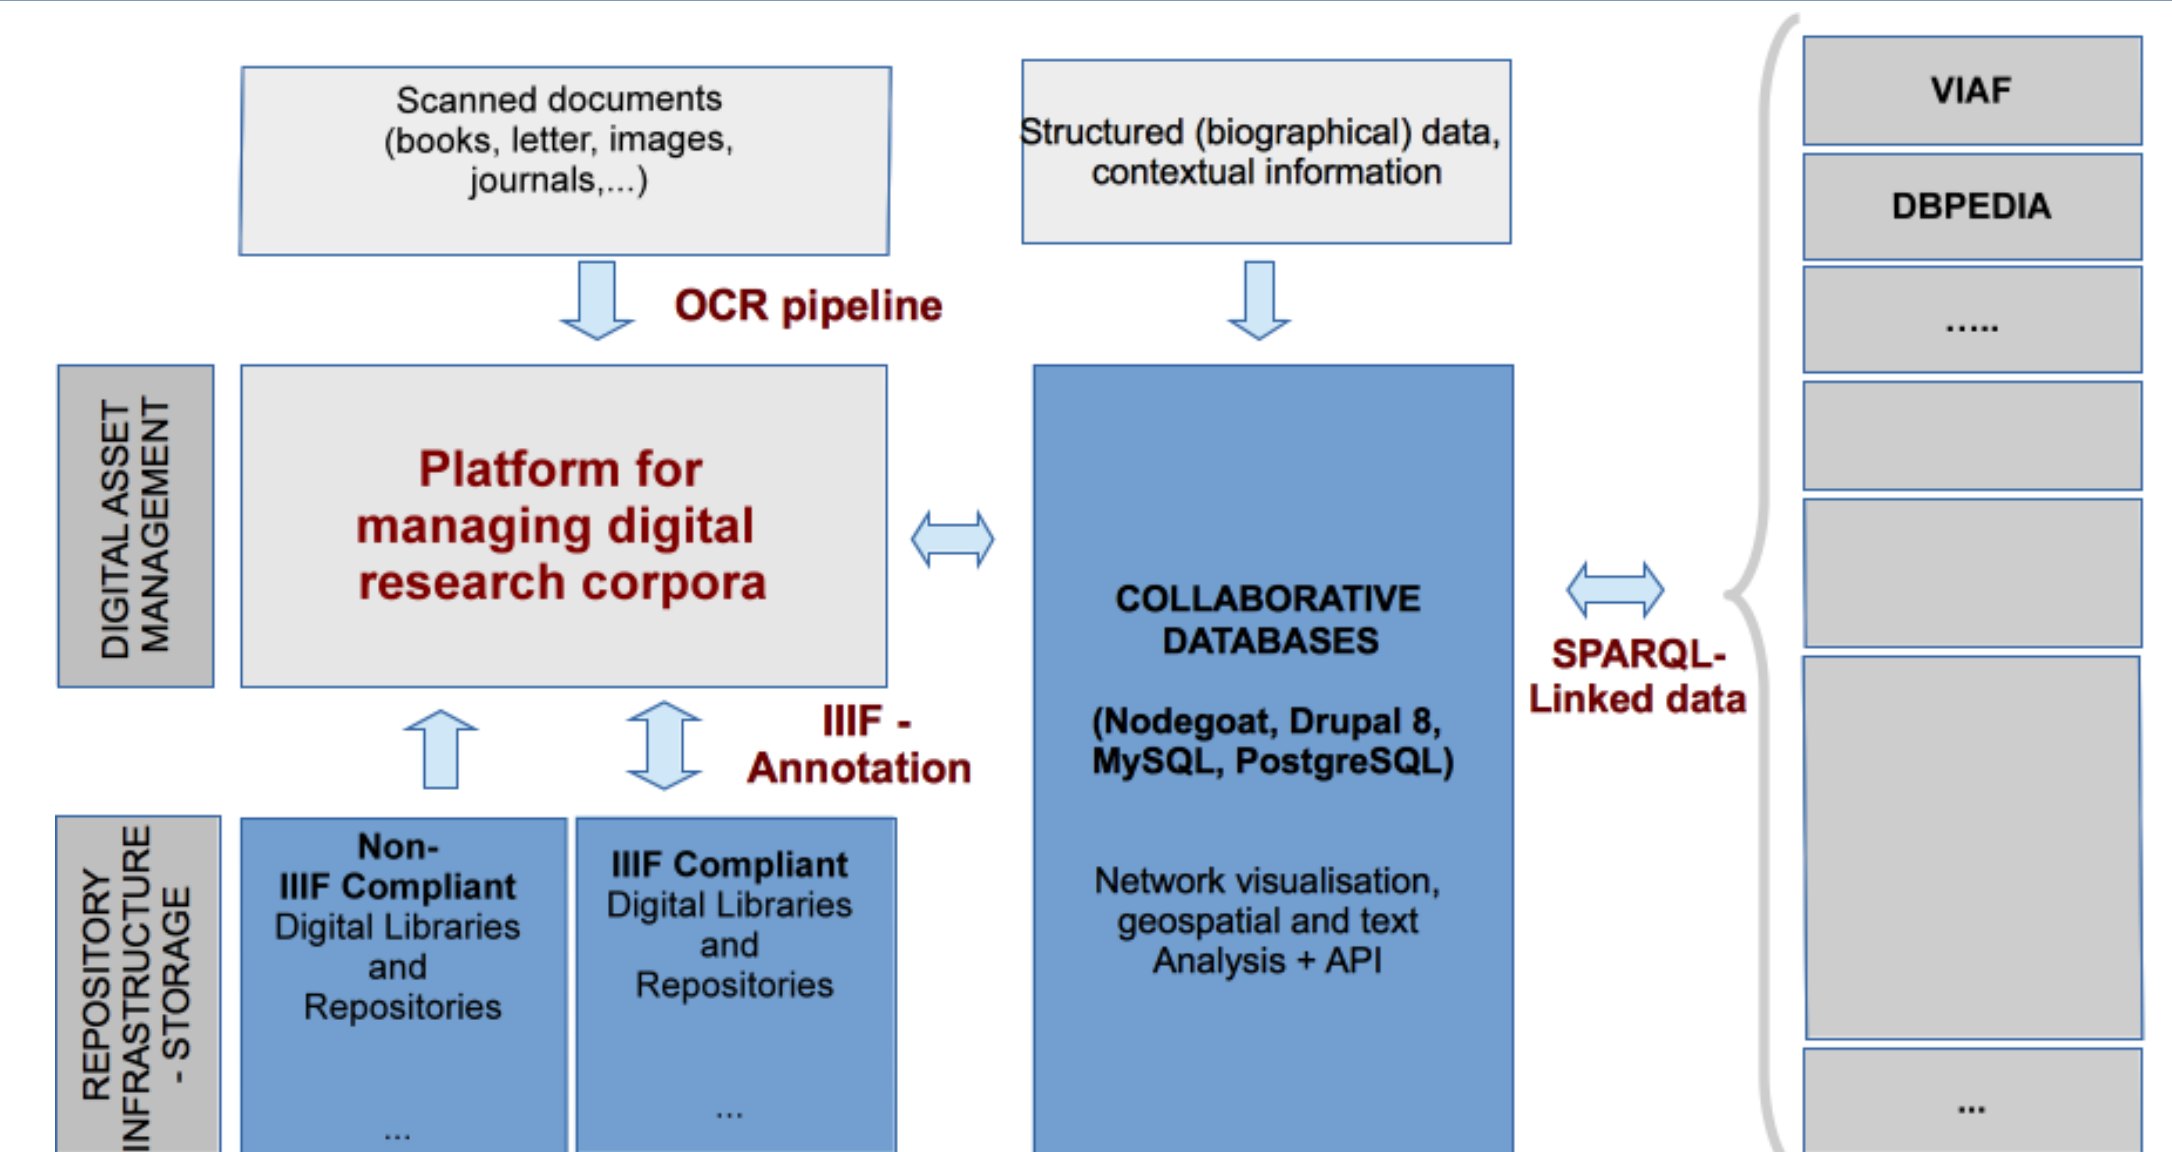 Scanned documents
(books, letter, images,
journals,...)
Structured (biographical) data,
contextual information
VIAF
DBPEDIA
.....
OCR pipeline
DIGITAL ASSET
MANAGEMENT
Platform for
managing digital
research corpora
COLLABORATIVE
DATABASES
(Nodegoat, Drupal 8,
MySQL, PostgreSQL)
Network visualisation,
geospatial and text
Analysis + API
SPARQL-
Linked data
IIIF -
Annotation
REPOSITORY
INFRASTRUCTURE
- STORAGE
Non-
IIIF Compliant
Digital Libraries
and
Repositories
...
IIIF Compliant
Digital Libraries
and
Repositories
...
...